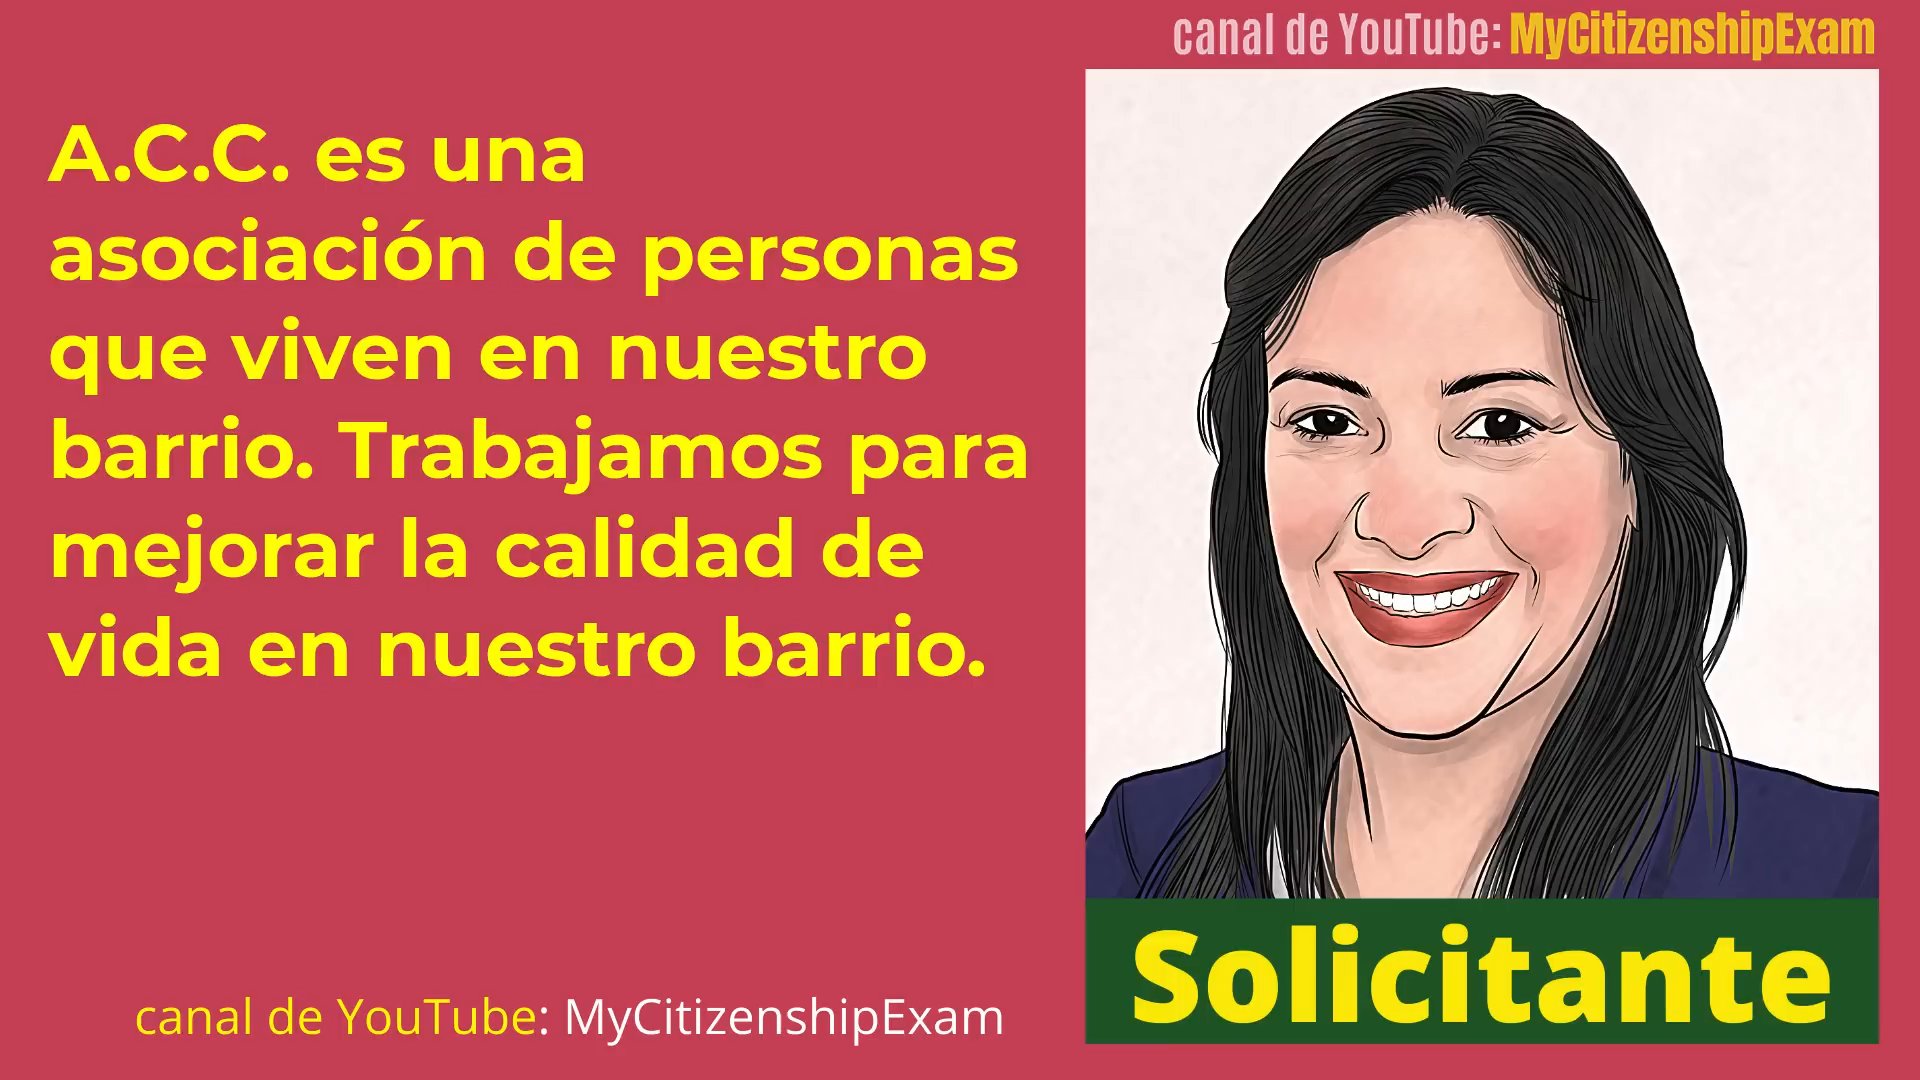 canal de YouTube: MyCitizenshipExam
A.C.C. es una
asociación de personas
que viven en nuestro
barrio. Trabajamos para
mejorar la calidad de
vida en nuestro barrio.
Solicitante
canal de YouTube: MyCitizenshipExam